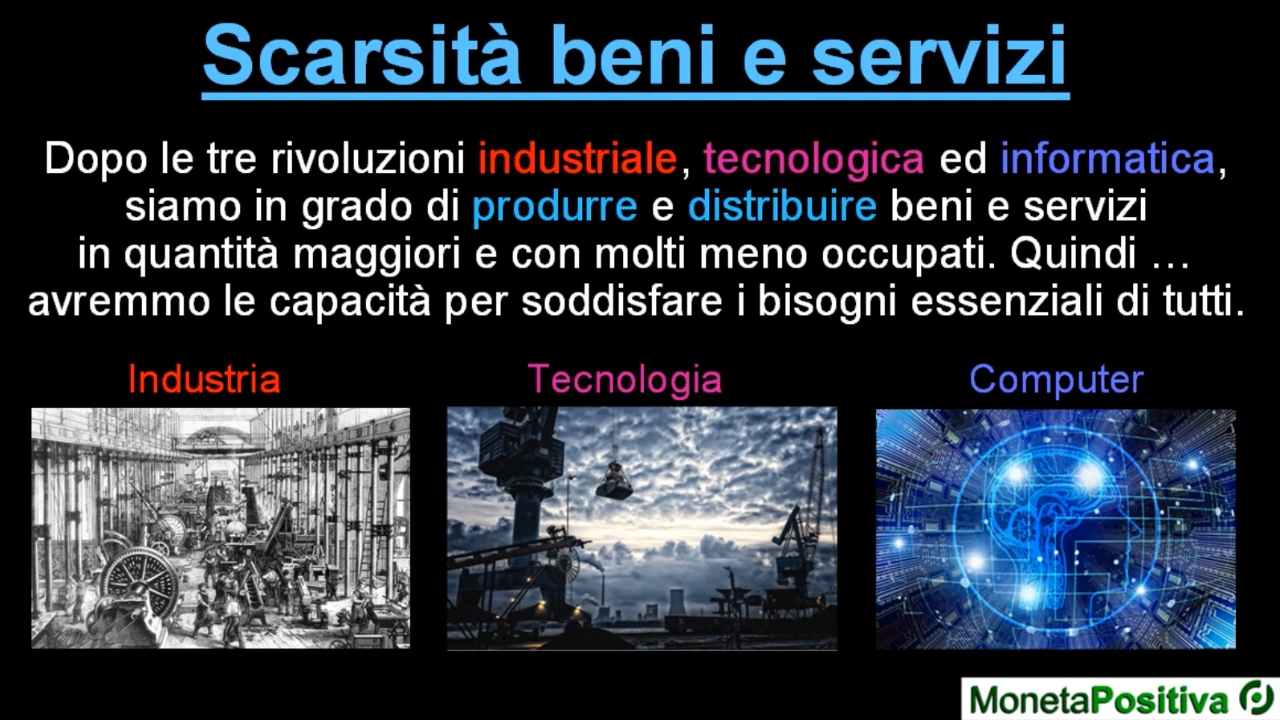 Scarsità beni e servizi
Dopo le tre rivoluzioni industriale, tecnologica ed informatica,
siamo in grado di produrre e distribuire beni e servizi
in quantità maggiori e con molti meno occupati. Quindi …
avremmo le capacità per soddisfare i bisogni essenziali di tutti.
Industria
Tecnologia
Computer
MonetaPositiva